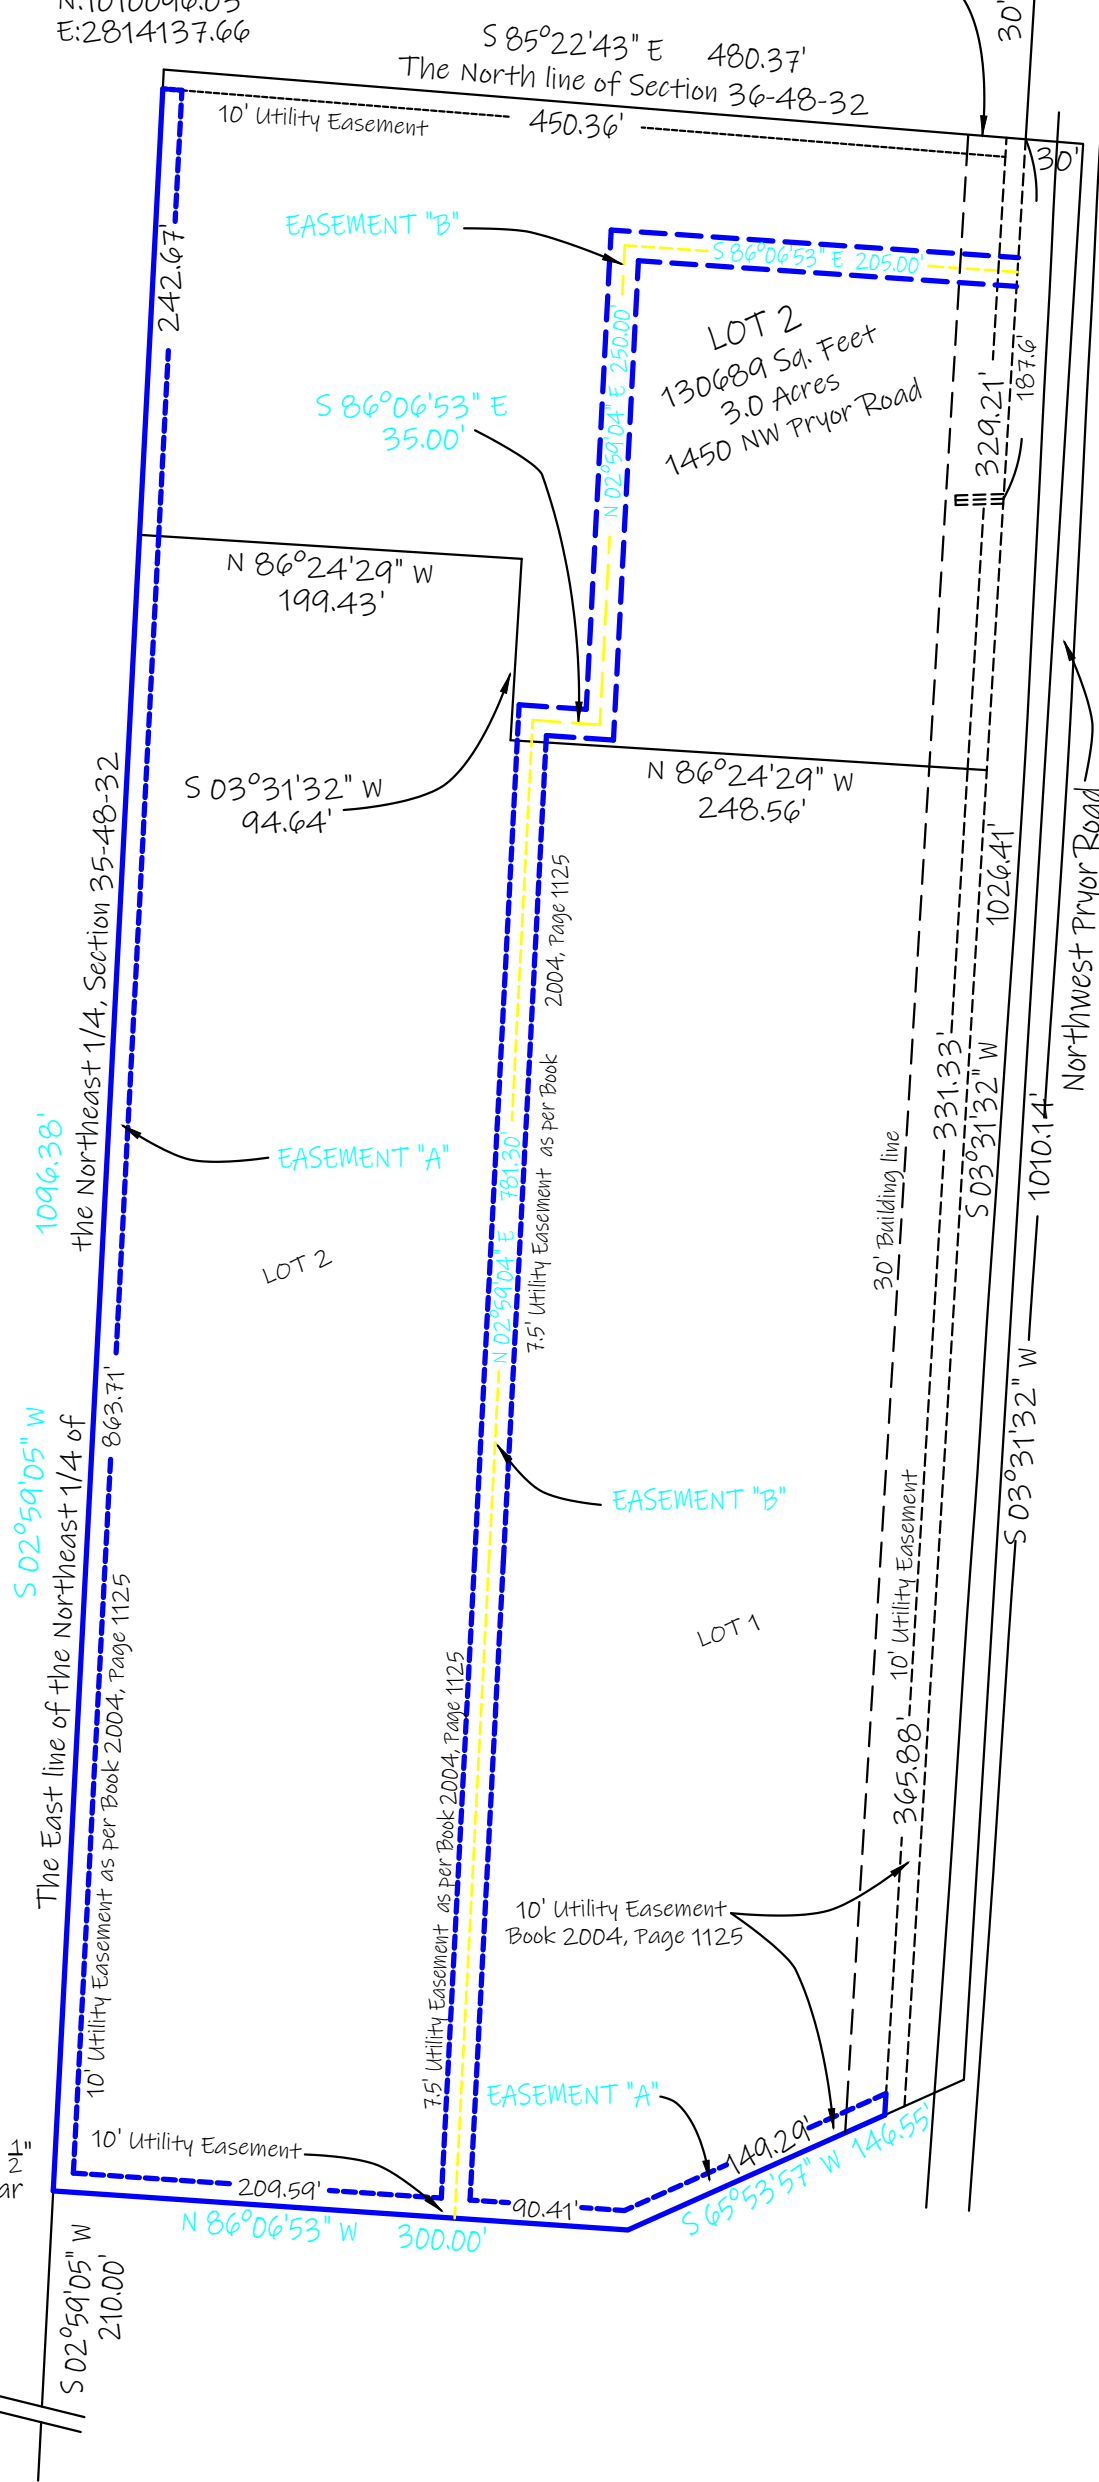 E:2814137.66
30'
S 85°22'43" E 480.37'
The North line of Section 36-48-32
10' Utility Easement
450.36'
30'
242.67'
EASEMENT "B"
S 86°06'53" E 205.00'
LOT 2
130689 Sq. Feet
3.0 Acres
1450 NW Pryor Road
N 02°59'04" E 250.00'
329.21'
187.6'
S 86°06'53" E
35.00'
N 86°24'29" W
199.43'
S 03°31'32" W
94.64'
N 86°24'29" W
248.56'
1026.41'
S 03°31'32" W
Northwest Pryor Road
The East line of the Northeast 1/4 of
the Northeast 1/4, Section 35-48-32
7.5' Utility Easement as per Book
2004, Page 1125
1096.38'
S 02°59'05" W
EASEMENT "A"
N 02°59'04" E 781.30'
331.33'
1010.14'
S 03°31'32" W
30' Building line
LOT 2
863.71'
EASEMENT "B"
10' Utility Easement
LOT 1
10' Utility Easement as per Book 2004, Page 1125
7.5' Utility Easement as per Book 2004, Page 1125
365.88'
10' Utility Easement
Book 2004, Page 1125
EASEMENT "A"
149.29'
S 65°53'57" W 146.55'
1/2"
10' Utility Easement
209.59'
90.41'
N 86°06'53" W 300.00'
S 02°59'05" W
210.00'